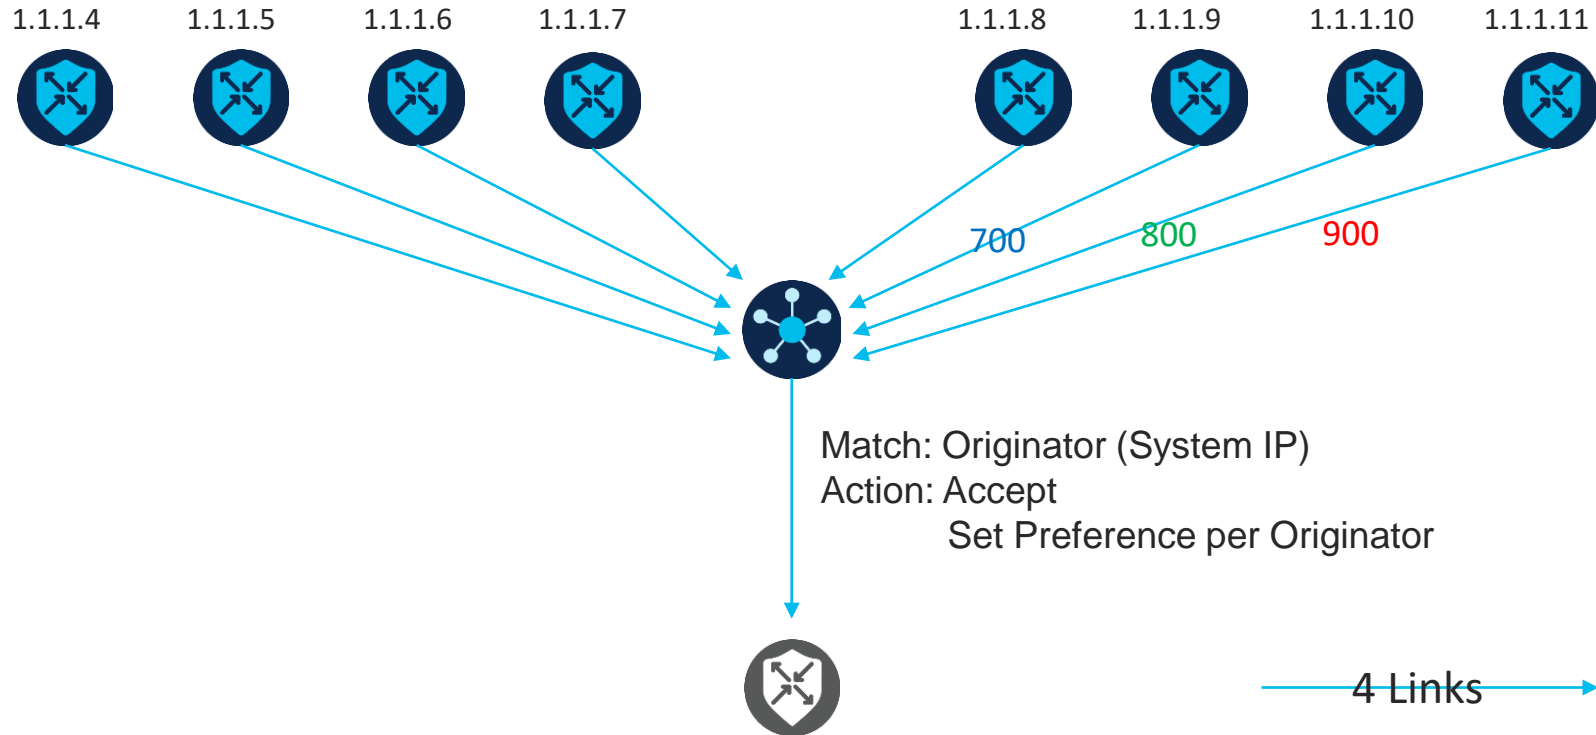 1.1.1.4
1.1.1.5
1.1.1.6
1.1.1.7
1.1.1.8
1.1.1.9
1.1.1.10
1.1.1.11
700
800
900
Match: Originator (System IP)
Action: Accept
Set Preference per Originator
4 Links